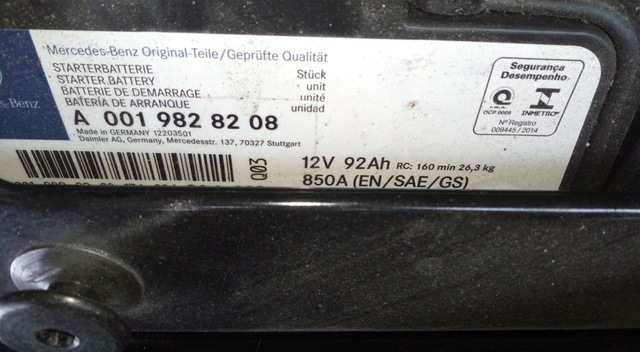 Mercedes-Benz Original-Teile/Geprüfte Qualität
STARTERBATTERIE Stück
STARTER.BATTERY unit
BATTERIE DE DEMARRAGE unité
BATERÍA DE ARRANQUE unidad
A 001 982 82 08
Made in GERMANY 12203501
Daimler AG, Germany, Mercedesstr. 137, 70327 Stuttgart
Q03
12V 92Ah RC: 160 min 26,3 kg
850A (EN/SAE/GS)
s-Benz
Segurança
Desempenho
OCP 0009
INMETRO
Nº Registro
009445/2014